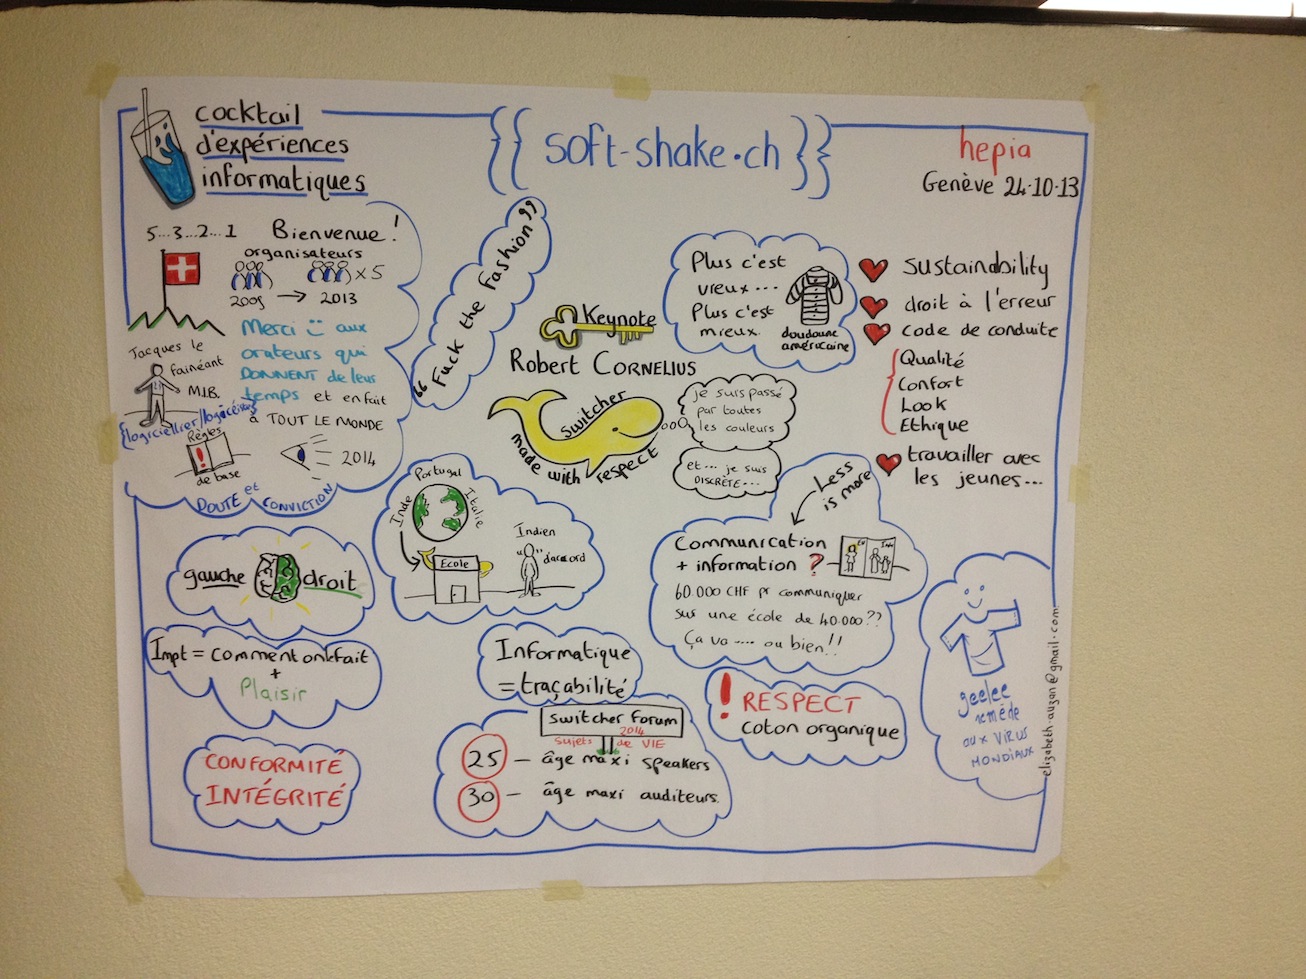 cocktail
d'expériences
informatiques
{{ soft-shake.ch }}
hepia
Genève 24.10.13
5...3...2...1 Bienvenue!
organisateurs
x 5
2009 → 2013
Merci aux
orateurs qui
DONNENT de leur
temps et en fait
à TOUT LE MONDE
Jacques le
fainéant
MIB.
Règles
!
de base
2014
DOUTE et CONVICTION
"Fuck the Fashion"
Keynote
Robert CORNELIUS
switcher
made with respect
je suis passé
par toutes
les couleurs
et... je suis
DISCRÈTE...
Plus c'est
vreux...
Plus c'est
mieux.
doudoune
américaine
sustainability
droit à l'erreur
code de conduite
Qualité
Confort
Look
Ethique
travailler avec
les jeunes...
Portugal
Inde
Italie
Ecole
Indien
d'accord
Less
is more
Communication
+ information ?
60.000 CHF pr communiquer
sur une école de 40.000??
Ça va .... ou bien!!
gauche
droit
Impt = comment on le fait
+
Plaisir
CONFORMITÉ
INTÉGRITÉ
Informatique
= traçabilité
switcher forum
2014
sujets de VIE
25 – âge maxi speakers
30 – âge maxi auditeurs.
! RESPECT
coton organique
geelee
remède
aux VIRUS
MONDIAUX
elizabeth.auzan@gmail.com